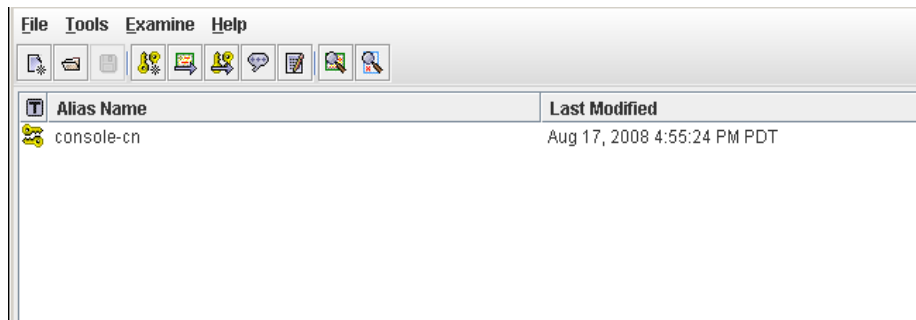 File Tools Examine Help
T Alias Name Last Modified
console-cn Aug 17, 2008 4:55:24 PM PDT